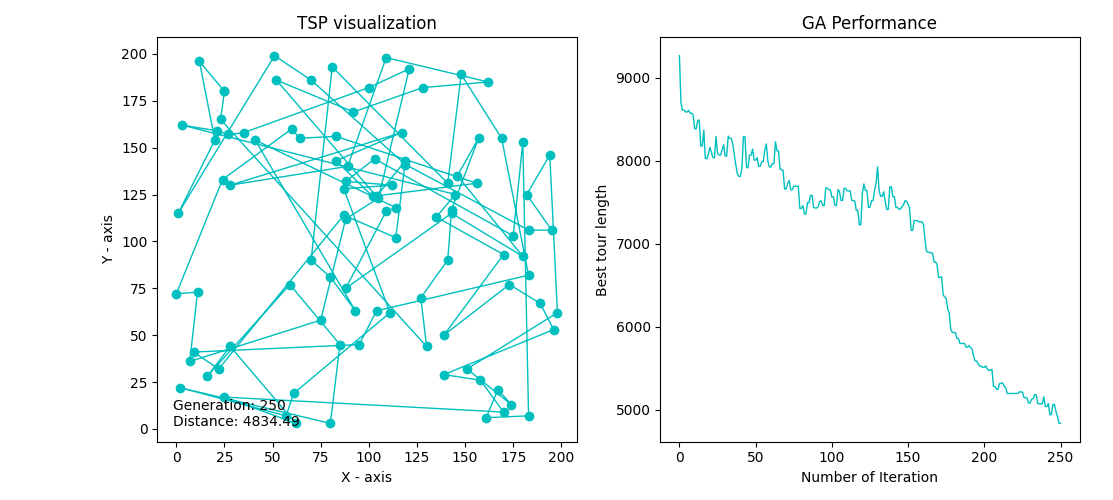 TSP visualization
200
175
150
125
100
75
50
25
0
Y - axis
Generation: 250
Distance: 4834.49
0 25 50 75 100 125 150 175 200
X - axis
GA Performance
9000
8000
7000
6000
5000
Best tour length
0 50 100 150 200 250
Number of Iteration